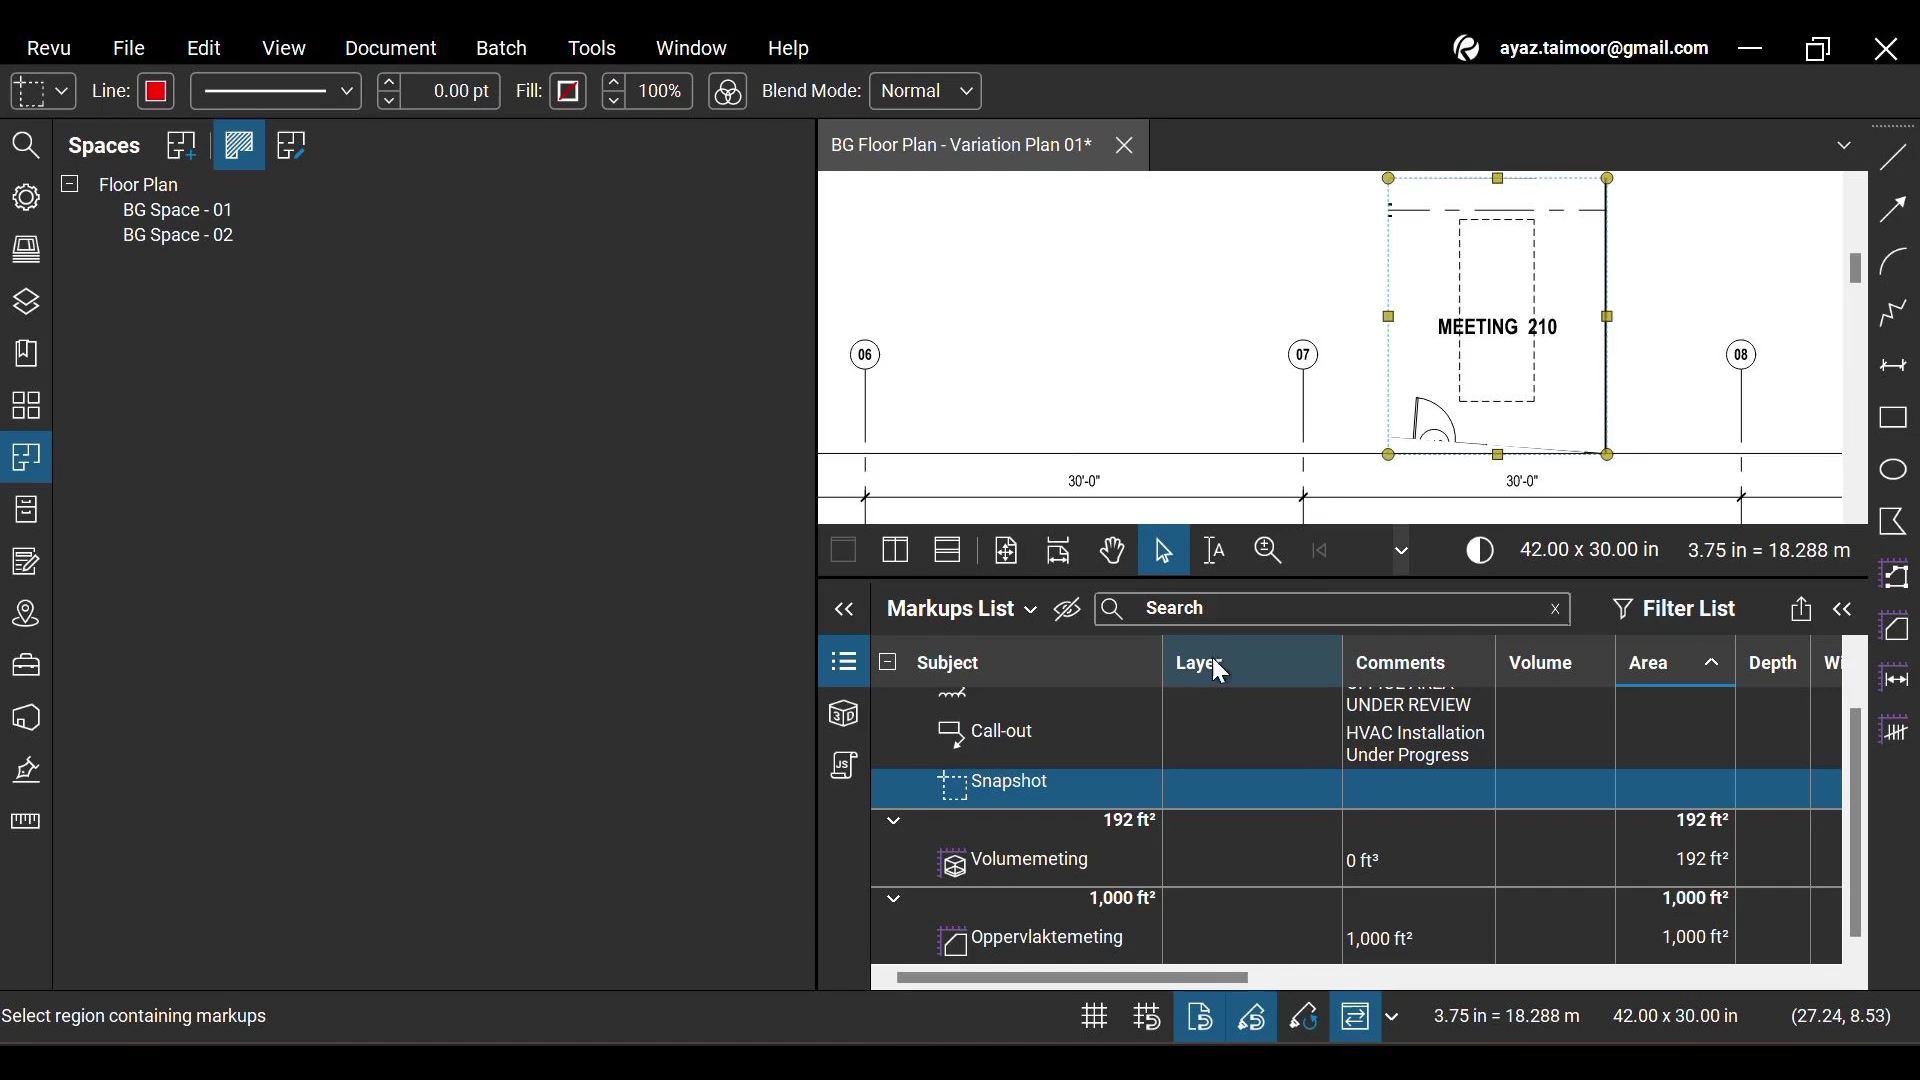 Revu File Edit View Document Batch Tools Window Help ayaz.taimoor@gmail.com
Line: 0.00 pt Fill: 100% Blend Mode: Normal
Spaces
Floor Plan
BG Space - 01
BG Space - 02
BG Floor Plan - Variation Plan 01*
MEETING 210
06 07 08
30'-0" 30'-0"
42.00 x 30.00 in 3.75 in = 18.288 m
Markups List Search x Filter List
Subject Layer Comments Volume Area Depth
UNDER REVIEW
Call-out HVAC Installation
Under Progress
Snapshot
192 ft² 192 ft²
Volumemeting 0 ft³ 192 ft²
1,000 ft² 1,000 ft²
Oppervlaktemeting 1,000 ft² 1,000 ft²
3D
JS
Select region containing markups 3.75 in = 18.288 m 42.00 x 30.00 in (27.24, 8.53)